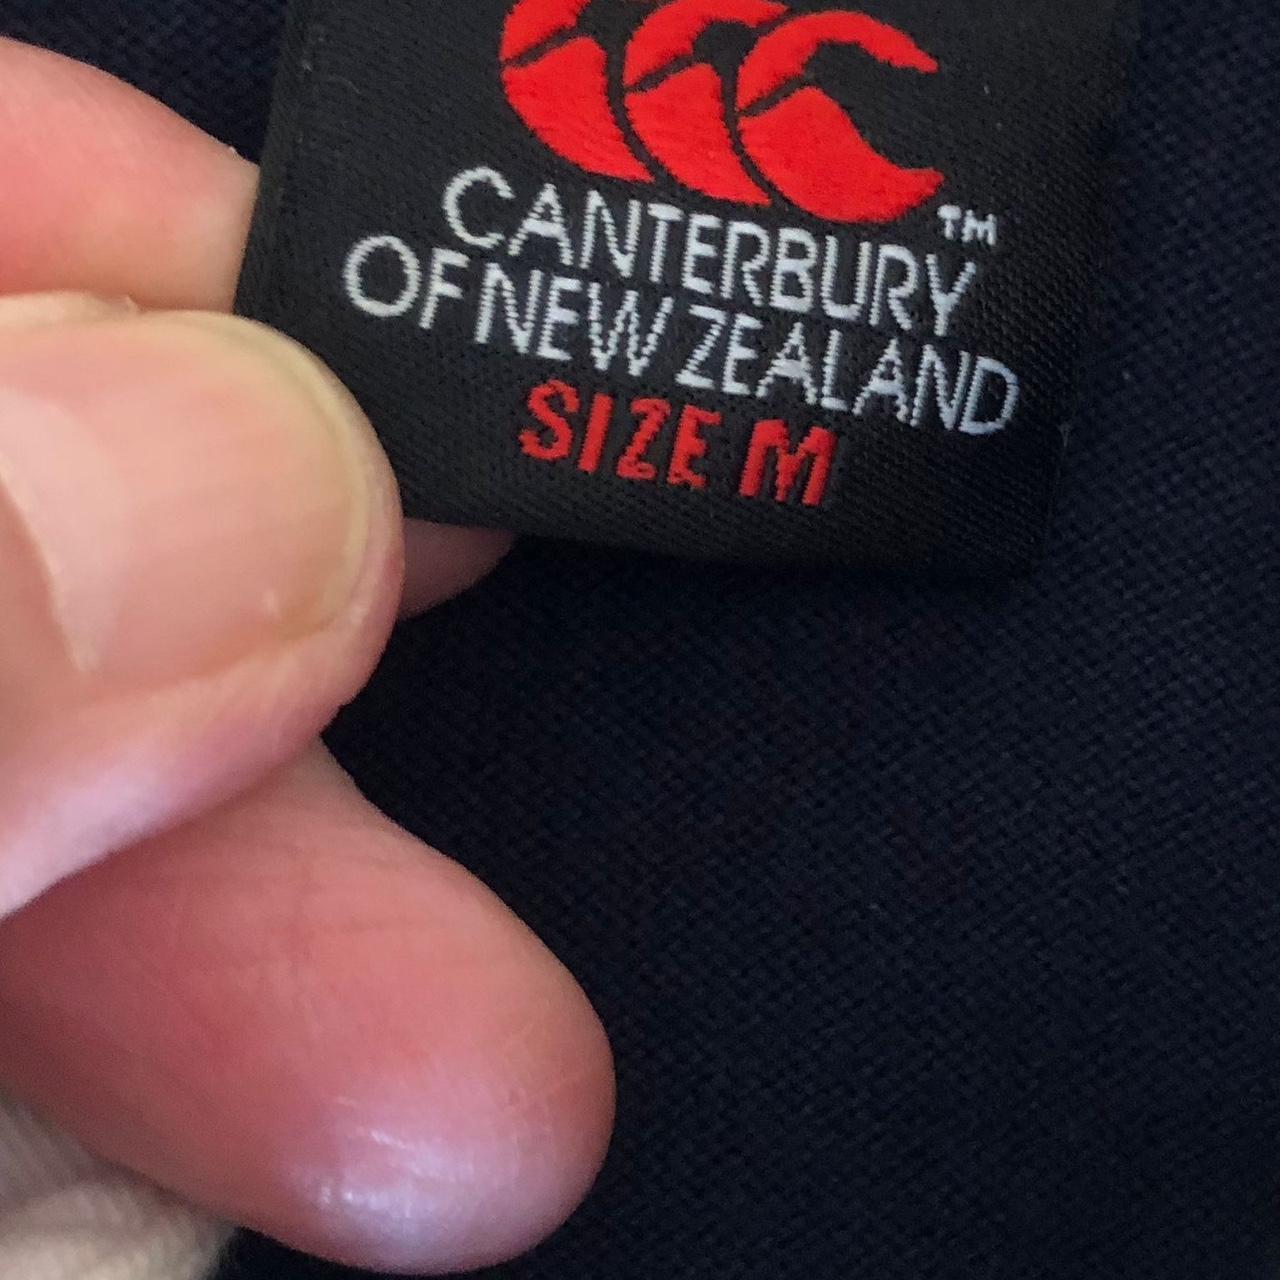 CANTERBURY™
OF NEW ZEALAND
SIZE M